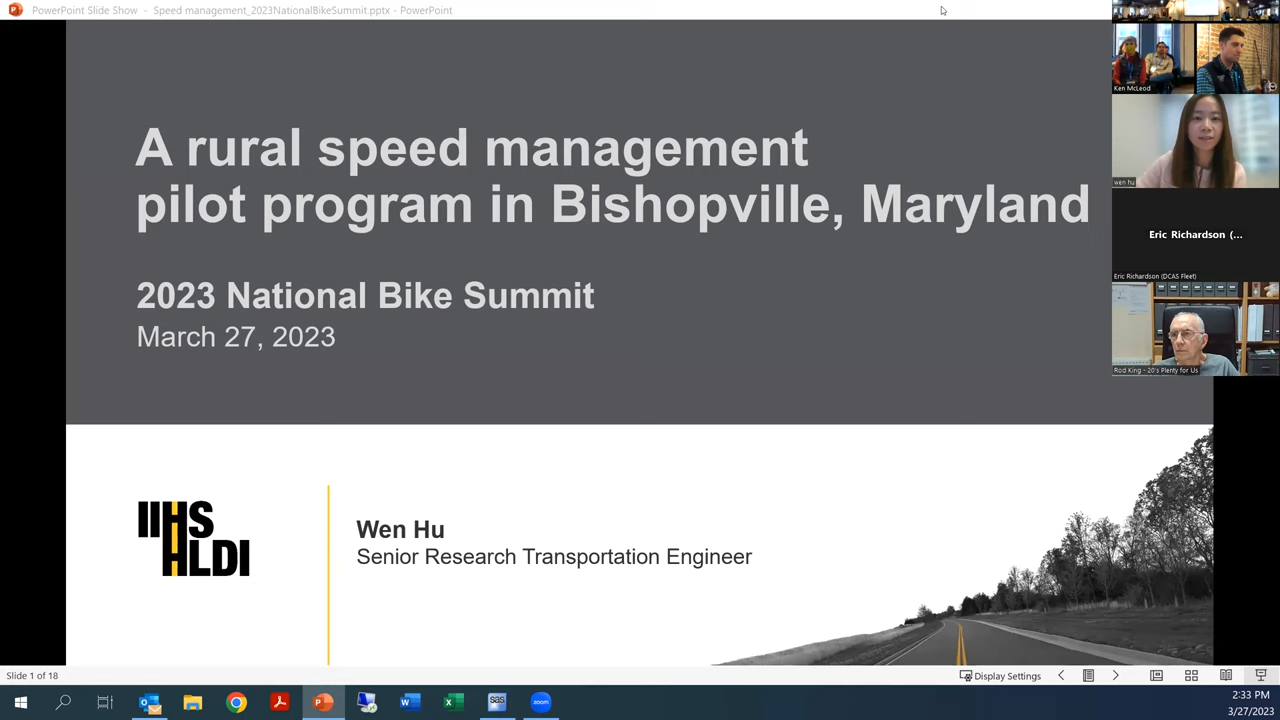 PowerPoint Slide Show - Speed management_2023NationalBikeSummit.pptx - PowerPoint
A rural speed management
pilot program in Bishopville, Maryland
2023 National Bike Summit
March 27, 2023
IIHS
HLDI
Wen Hu
Senior Research Transportation Engineer
Ken McLeod
wen hu
Eric Richardson (...
Eric Richardson (DCAS Fleet)
Rod King - 20's Plenty for Us
Slide 1 of 18
Display Settings
sas
zoom
2:33 PM
3/27/2023